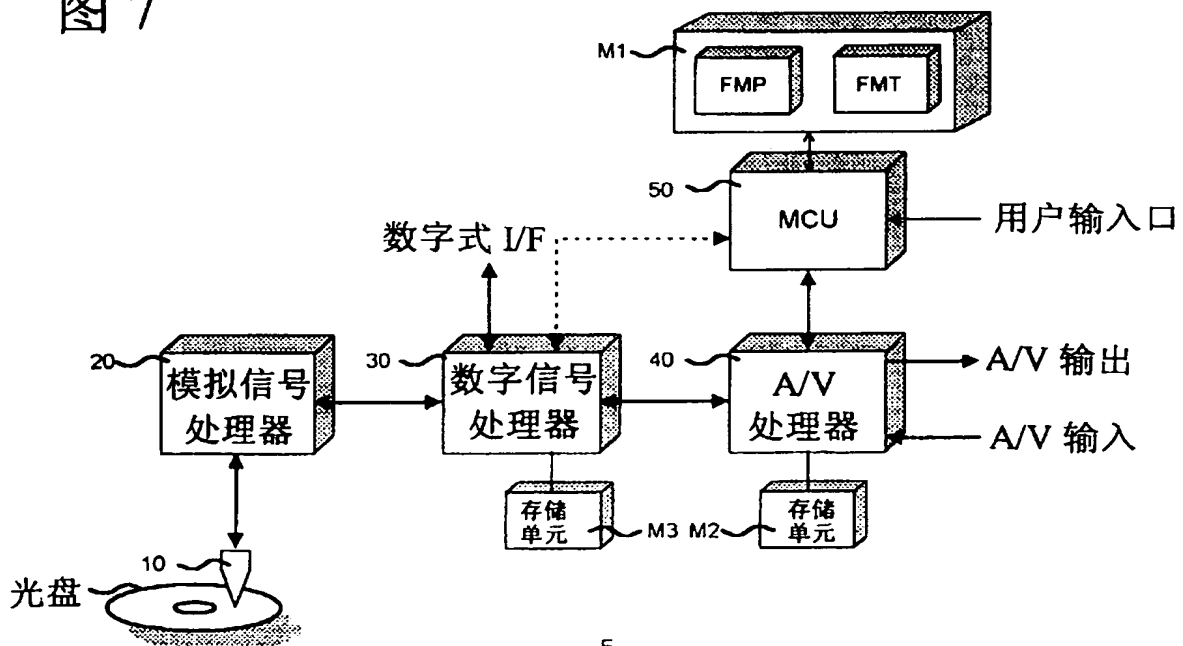 图 7
M1
FMP
FMT
50
MCU
用户输入口
数字式 I/F
20
模拟信号
处理器
30
数字信号
处理器
40
A/V
处理器
A/V 输出
A/V 输入
存储
单元
M3
M2
存储
单元
10
光盘